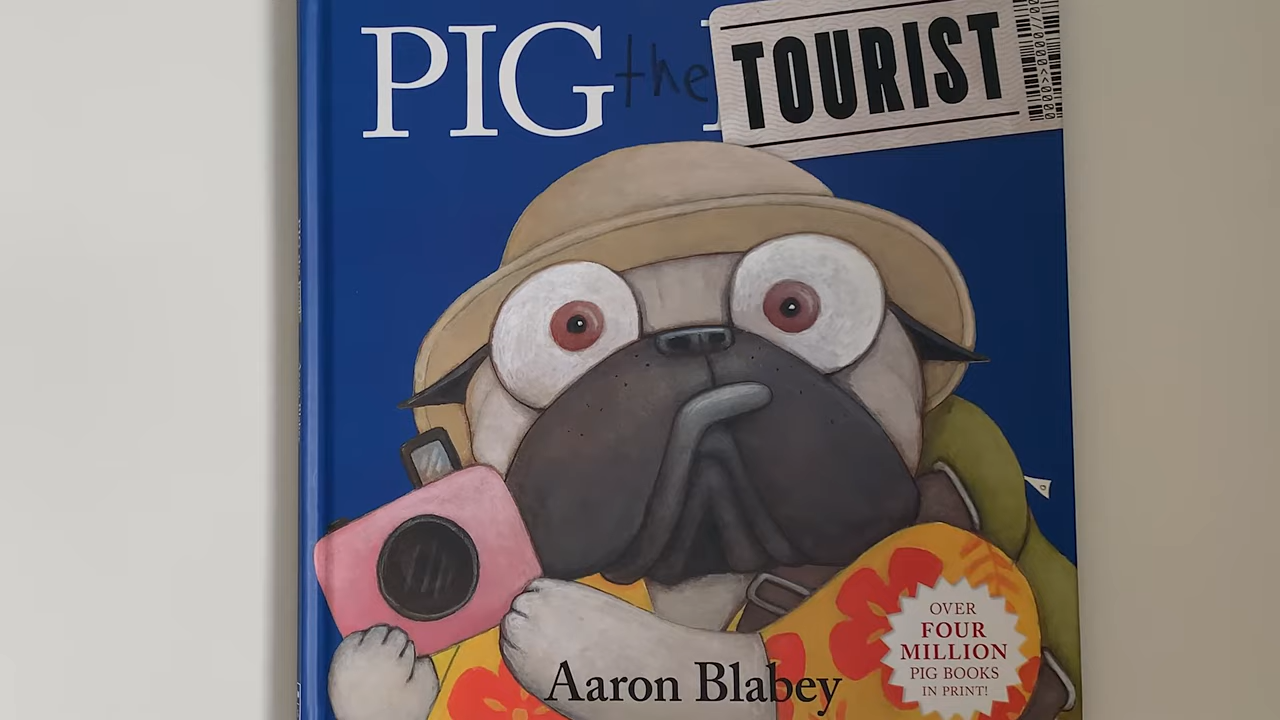 PIG the TOURIST
Aaron Blabey
OVER
FOUR
MILLION
PIG BOOKS
IN PRINT!